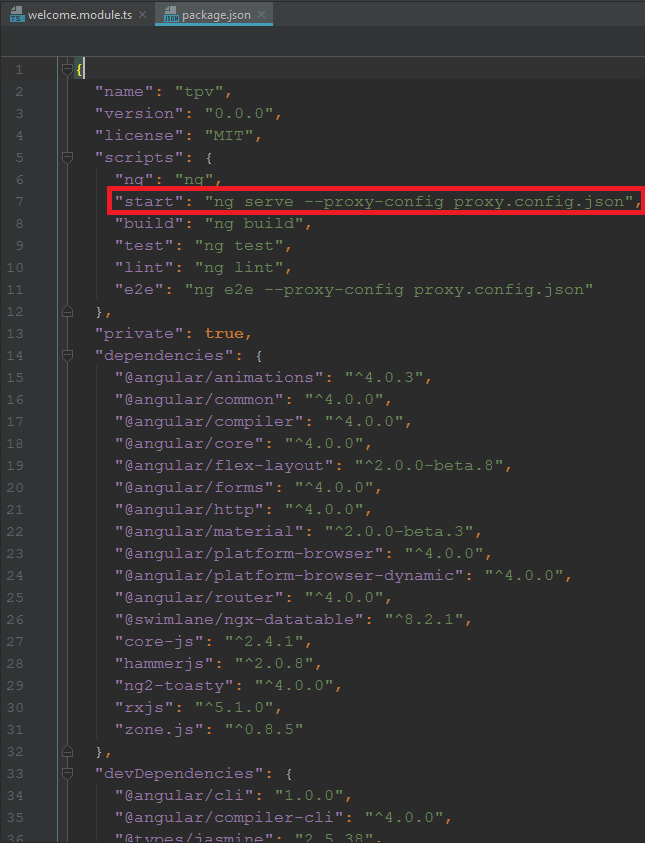 welcome.module.ts
package.json
1 {
2 "name": "tpv",
3 "version": "0.0.0",
4 "license": "MIT",
5 "scripts": {
6 "ng": "ng",
7 "start": "ng serve --proxy-config proxy.config.json",
8 "build": "ng build",
9 "test": "ng test",
10 "lint": "ng lint",
11 "e2e": "ng e2e --proxy-config proxy.config.json"
12 },
13 "private": true,
14 "dependencies": {
15 "@angular/animations": "^4.0.3",
16 "@angular/common": "^4.0.0",
17 "@angular/compiler": "^4.0.0",
18 "@angular/core": "^4.0.0",
19 "@angular/flex-layout": "^2.0.0-beta.8",
20 "@angular/forms": "^4.0.0",
21 "@angular/http": "^4.0.0",
22 "@angular/material": "^2.0.0-beta.3",
23 "@angular/platform-browser": "^4.0.0",
24 "@angular/platform-browser-dynamic": "^4.0.0",
25 "@angular/router": "^4.0.0",
26 "@swimlane/ngx-datatable": "^8.2.1",
27 "core-js": "^2.4.1",
28 "hammerjs": "^2.0.8",
29 "ng2-toasty": "^4.0.0",
30 "rxjs": "^5.1.0",
31 "zone.js": "^0.8.5"
32 },
33 "devDependencies": {
34 "@angular/cli": "1.0.0",
35 "@angular/compiler-cli": "^4.0.0",
36 "@types/jasmine": "2.5.38",